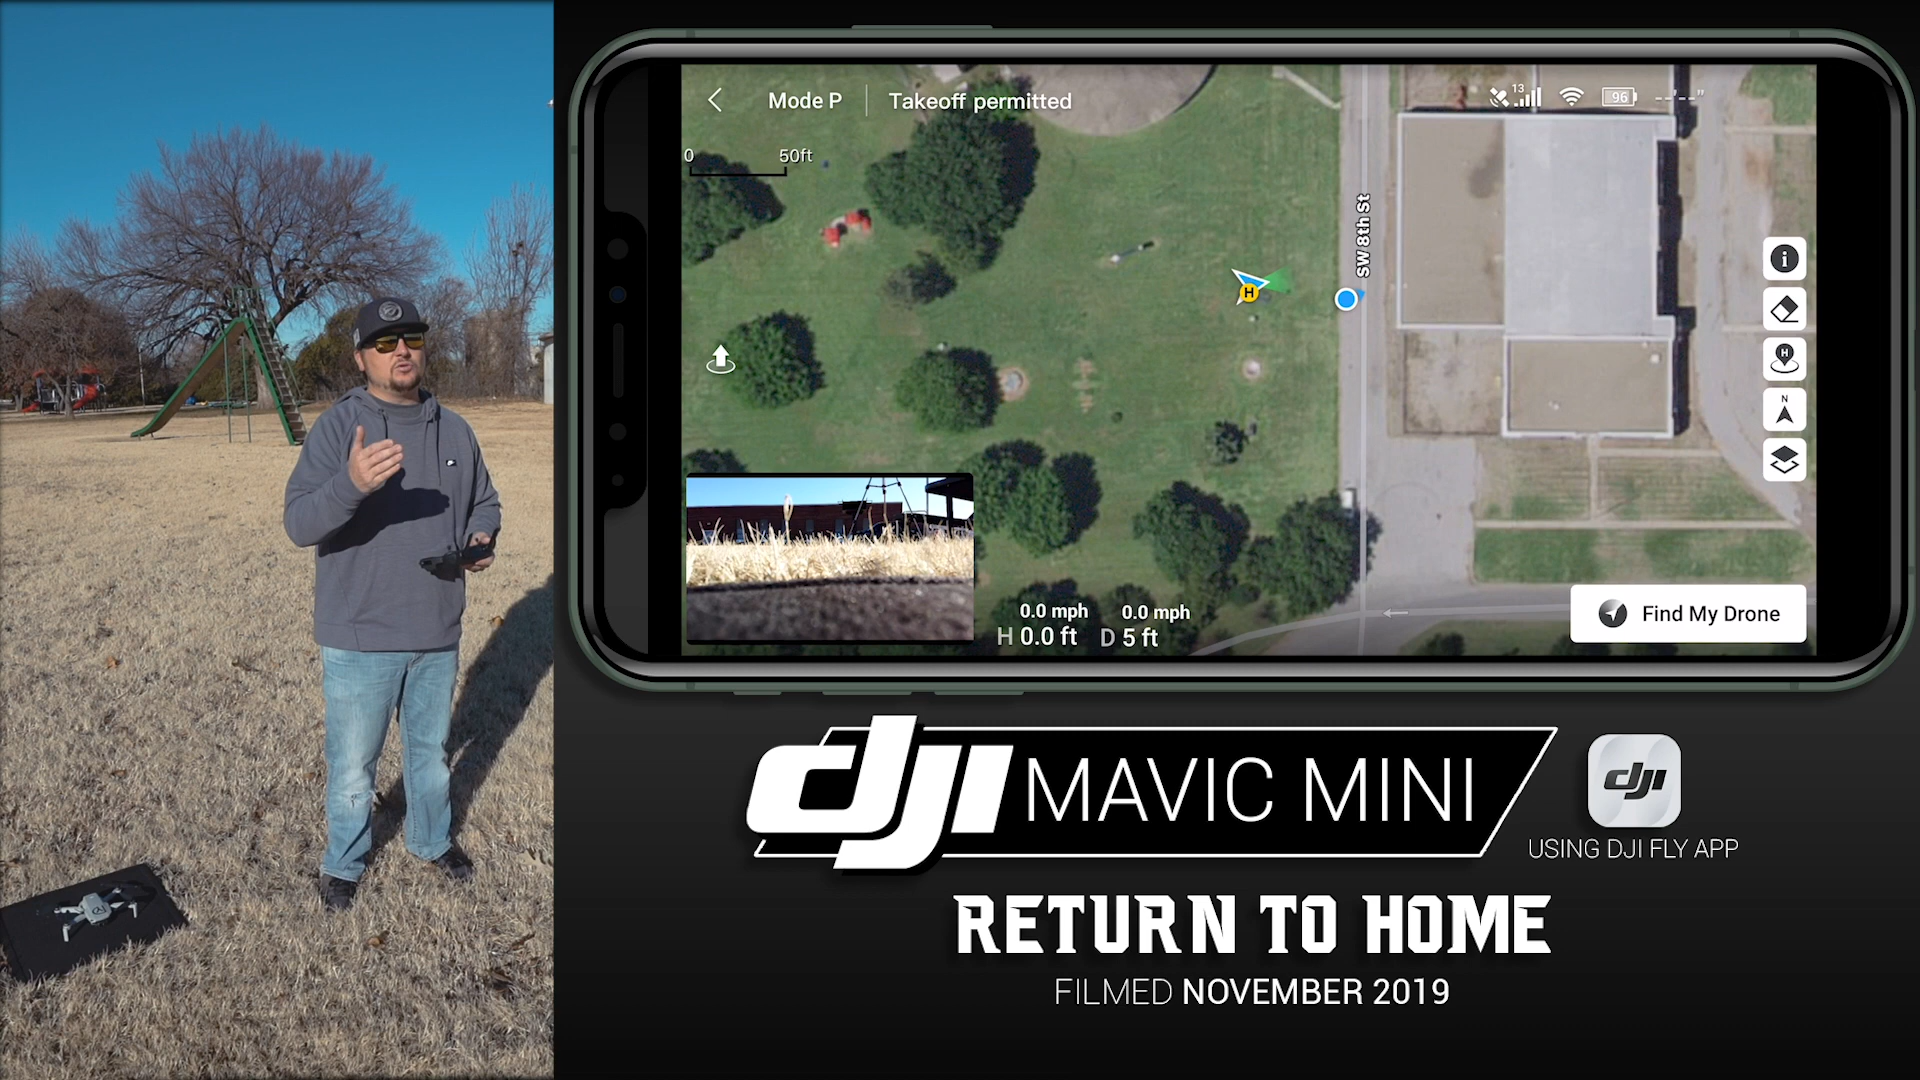 Mode P
Takeoff permitted
13
96
--'--"
0
50ft
SW 8th St
H
i
H
N
0.0 mph
0.0 mph
H 0.0 ft
D 5 ft
Find My Drone
dji MAVIC MINI
dji
USING DJI FLY APP
RETURN TO HOME
FILMED NOVEMBER 2019